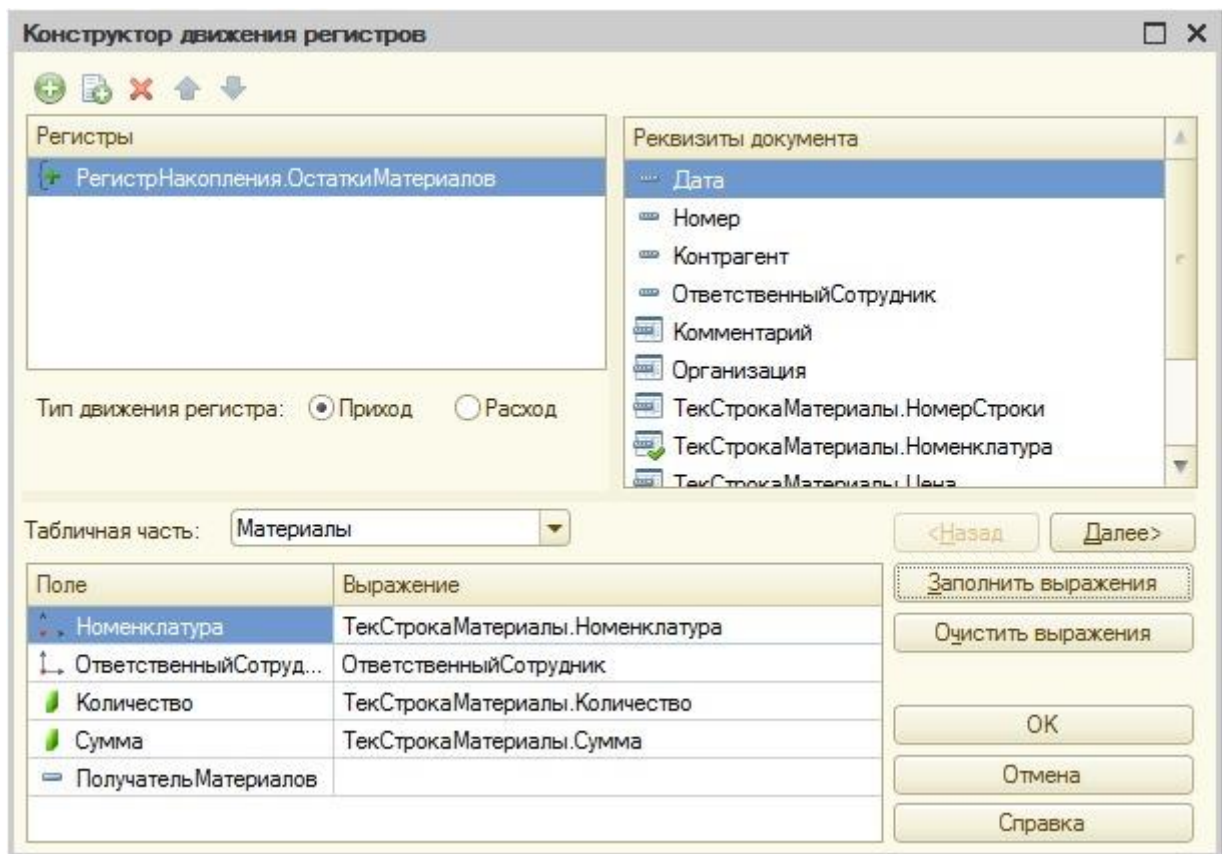 Конструктор движения регистров
Регистры
РегистрНакопления.ОстаткиМатериалов
Тип движения регистра: Приход Расход
Реквизиты документа
Дата
Номер
Контрагент
ОтветственныйСотрудник
Комментарий
Организация
ТекСтрокаМатериалы.НомерСтроки
ТекСтрокаМатериалы.Номенклатура
ТекСтрокаМатериалы.Цена
Табличная часть: Материалы
<Назад Далее>
Поле Выражение
Номенклатура ТекСтрокаМатериалы.Номенклатура
ОтветственныйСотруд... ОтветственныйСотрудник
Количество ТекСтрокаМатериалы.Количество
Сумма ТекСтрокаМатериалы.Сумма
ПолучательМатериалов
Заполнить выражения
Очистить выражения
OK
Отмена
Справка